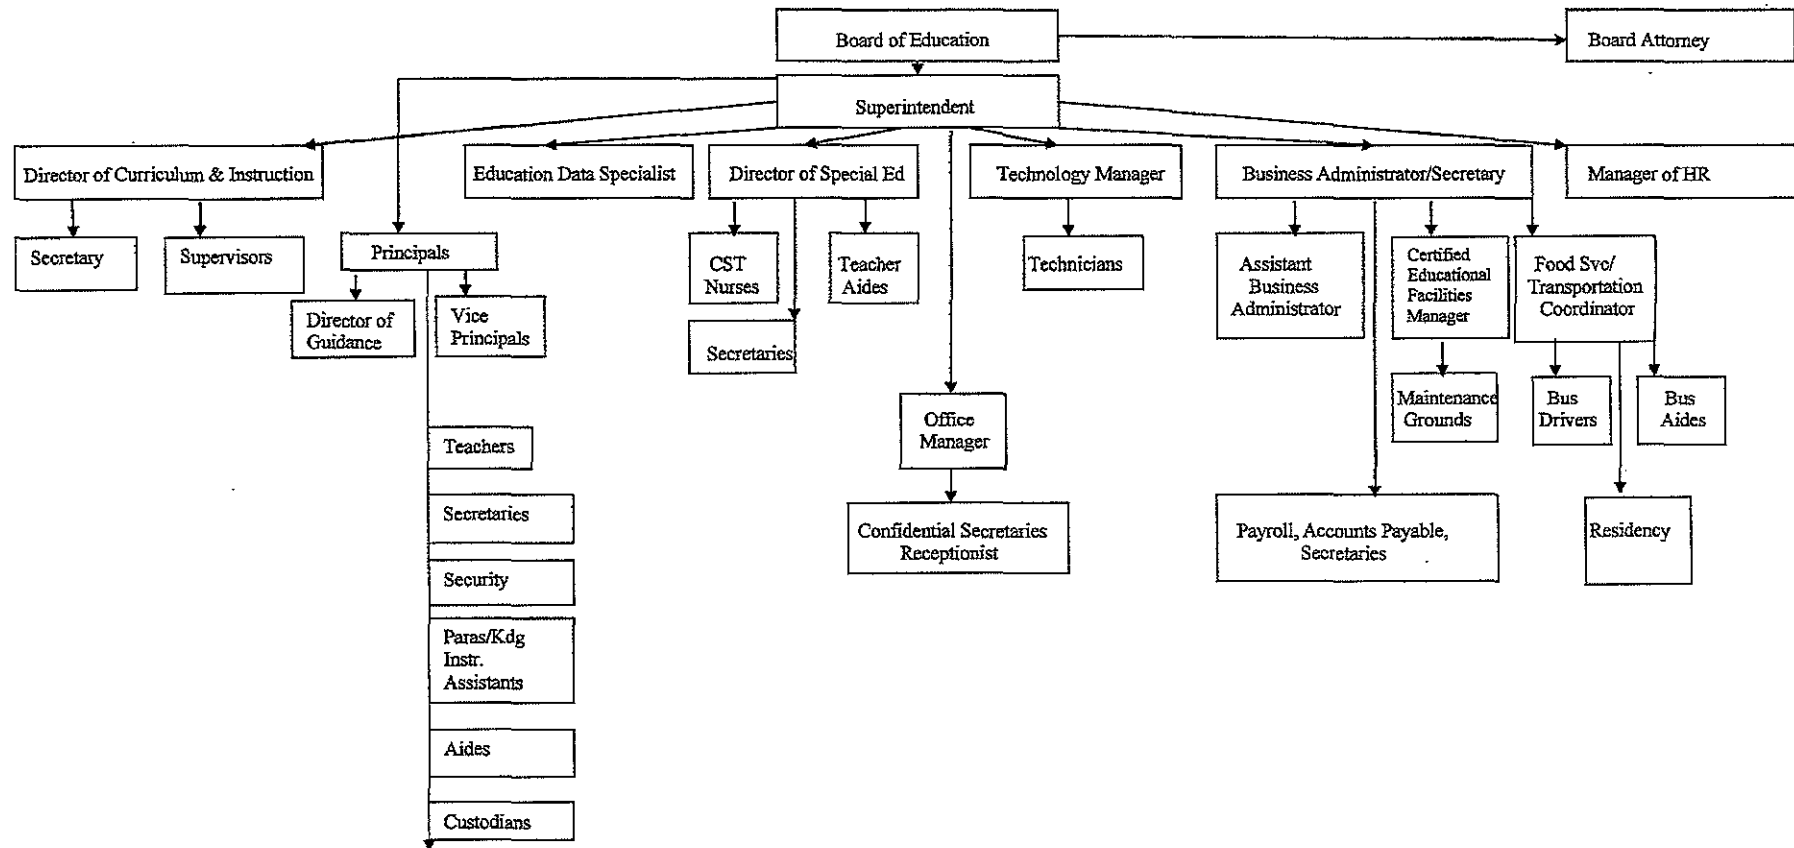 Board of Education
Board Attorney
Superintendent
Director of Curriculum & Instruction
Education Data Specialist
Director of Special Ed
Technology Manager
Business Administrator/Secretary
Manager of HR
Secretary
Supervisors
Principals
CST
Nurses
Teacher
Aides
Technicians
Assistant
Business
Administrator
Certified
Educational
Facilities
Manager
Food Svc/
Transportation
Coordinator
Director of
Guidance
Vice
Principals
Secretaries
Maintenance
Grounds
Bus
Drivers
Bus
Aides
Office
Manager
Teachers
Secretaries
Confidential Secretaries
Receptionist
Payroll, Accounts Payable,
Secretaries
Residency
Security
Paras/Kdg
Instr.
Assistants
Aides
Custodians